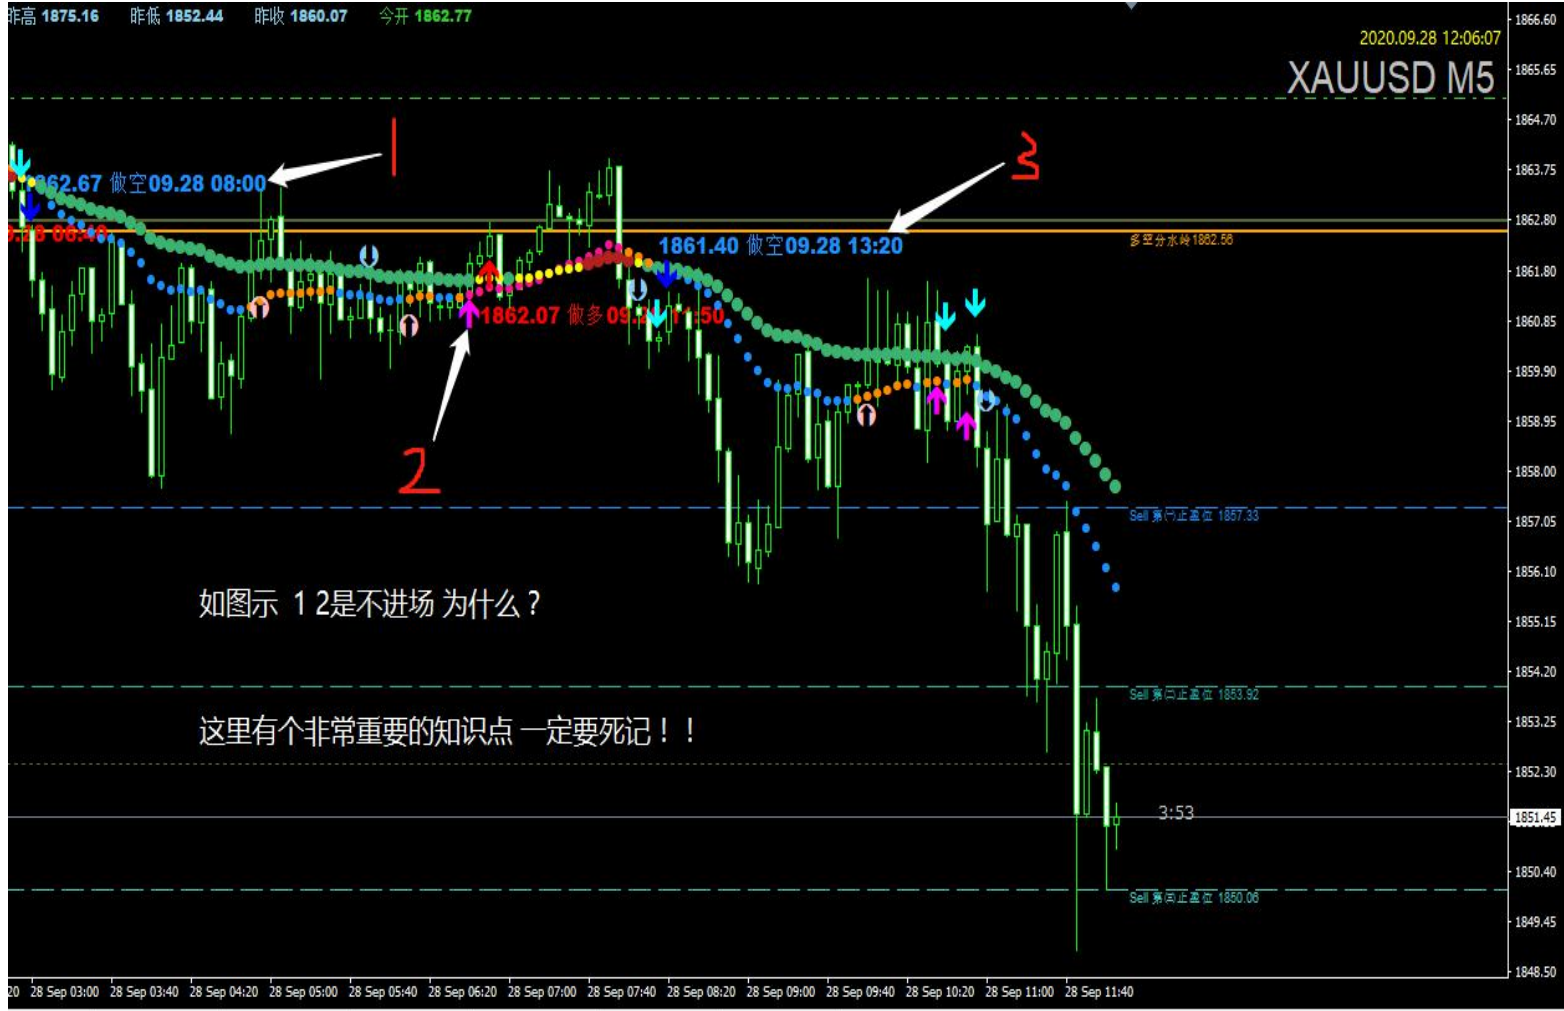 昨高 1875.16 昨低 1852.44 昨收 1860.07 今开 1862.77
2020.09.28 12:06:07
XAUUSD M5
1
3
1862.67 做空09.28 08:00
1861.40 做空09.28 13:20
多空分水岭1862.56
1862.07 做多09.2 11:50
2
Sell 第(一)止盈位 1857.33
如图示 1 2是不进场 为什么？
Sell 第(二)止盈位 1853.92
这里有个非常重要的知识点 一定要死记！！
3:53
Sell 第(三)止盈位 1850.06
1866.60
1865.65
1864.70
1863.75
1862.80
1861.80
1860.85
1859.90
1858.95
1858.00
1857.05
1856.10
1855.15
1854.20
1853.25
1852.30
1851.45
1850.40
1849.45
1848.50
20 28 Sep 03:00 28 Sep 03:40 28 Sep 04:20 28 Sep 05:00 28 Sep 05:40 28 Sep 06:20 28 Sep 07:00 28 Sep 07:40 28 Sep 08:20 28 Sep 09:00 28 Sep 09:40 28 Sep 10:20 28 Sep 11:00 28 Sep 11:40